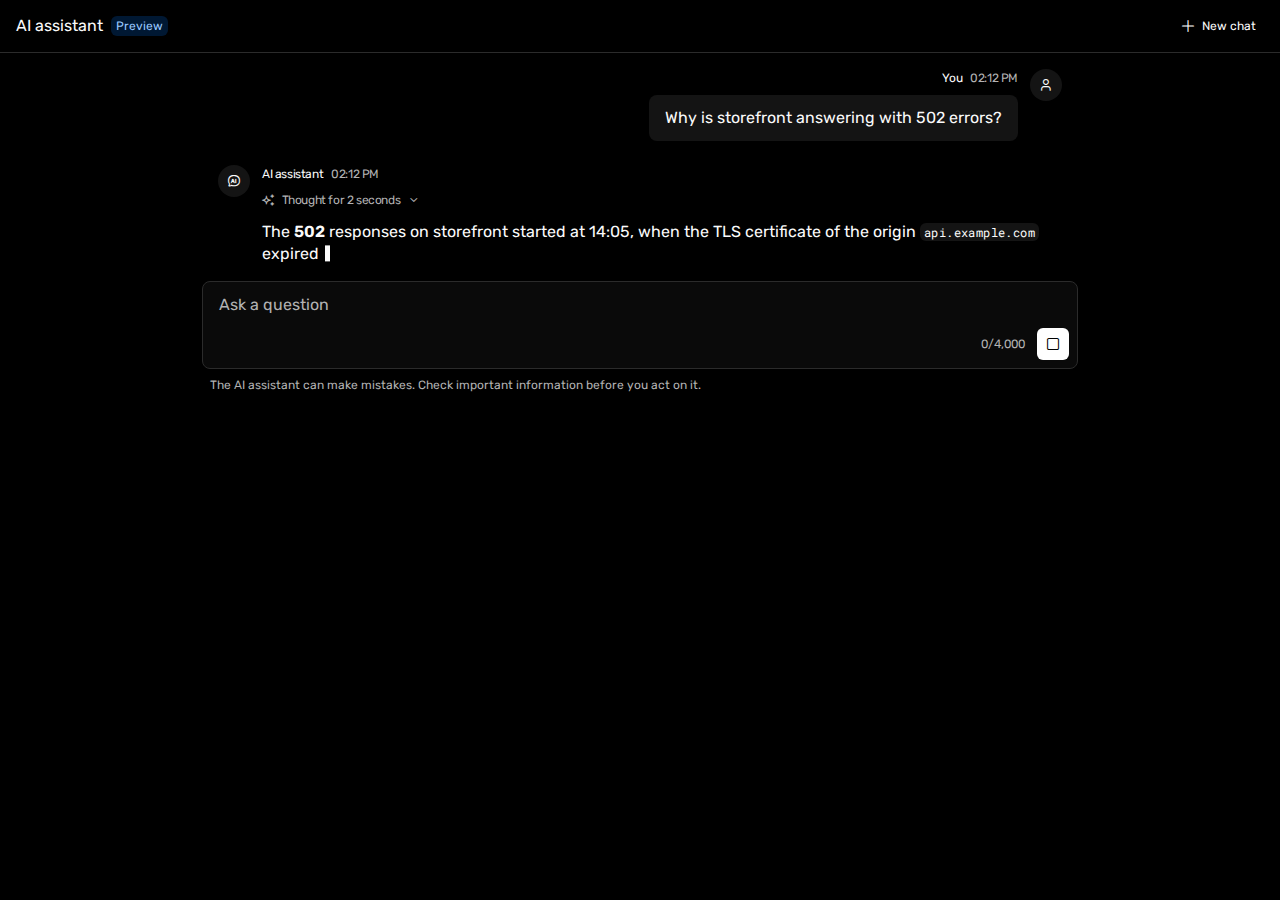 AI assistant Preview
New chat
You 02:12 PM
Why is storefront answering with 502 errors?
AI assistant 02:12 PM
Thought for 2 seconds
The 502 responses on storefront started at 14:05, when the TLS certificate of the origin api.example.com
expired
Ask a question
0/4,000
The AI assistant can make mistakes. Check important information before you act on it.